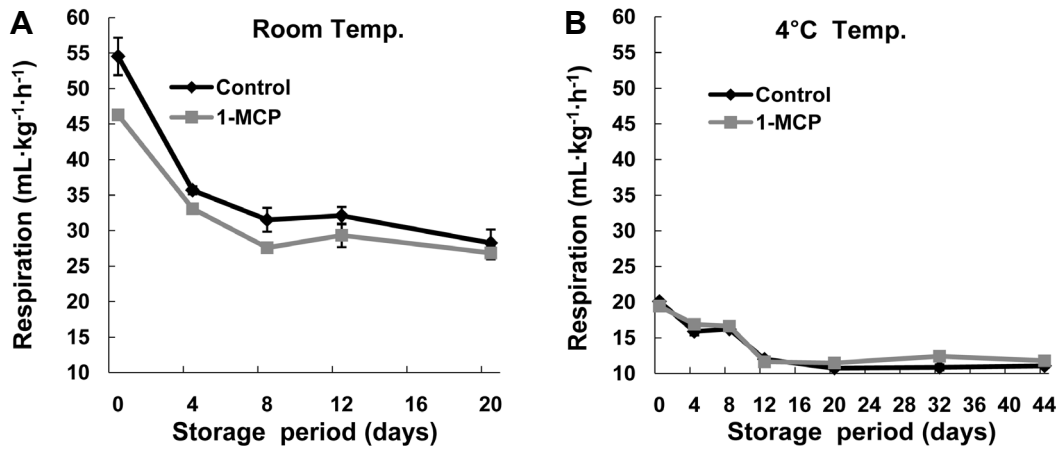 A
Room Temp.
Respiration (mL·kg⁻¹·h⁻¹)
60
55
50
45
40
35
30
25
20
15
10
Control
1-MCP
0 4 8 12 20
Storage period (days)
B
4°C Temp.
Respiration (mL·kg⁻¹·h⁻¹)
60
55
50
45
40
35
30
25
20
15
10
Control
1-MCP
0 4 8 12 16 20 24 28 32 36 40 44
Storage period (days)